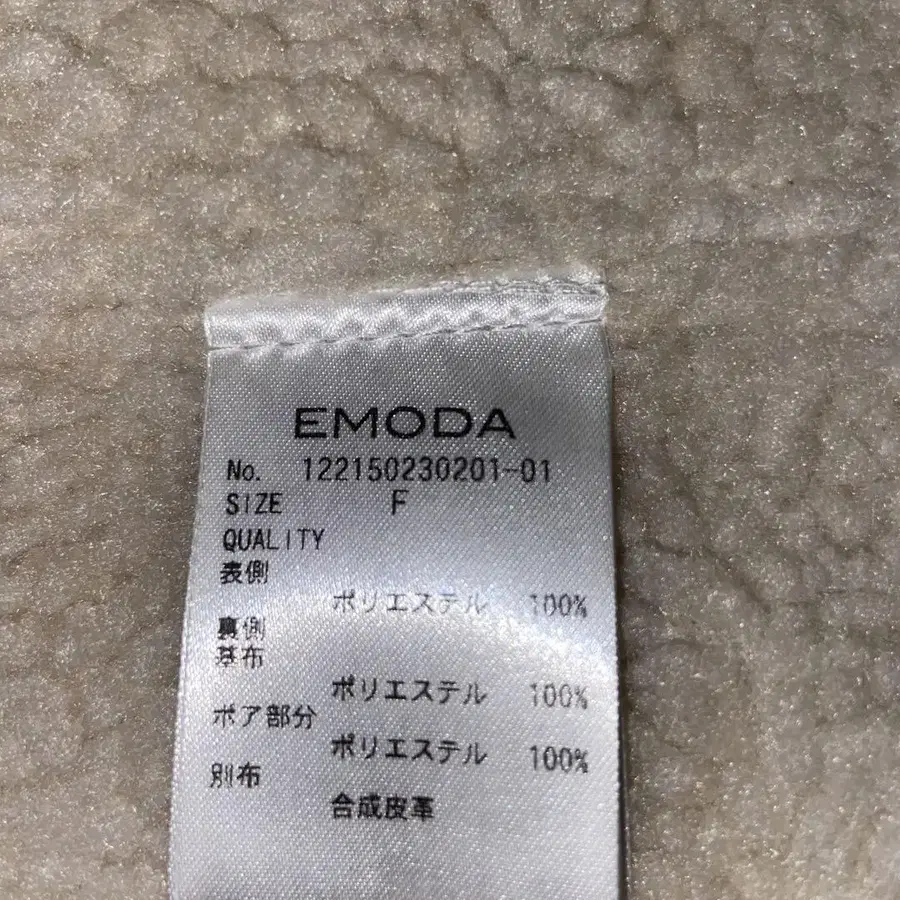 EMODA
No. 122150230201-01
SIZE F
QUALITY
表側
ポリエステル 100%
裏側
基布
ポリエステル 100%
ボア部分
ポリエステル 100%
別布
合成皮革